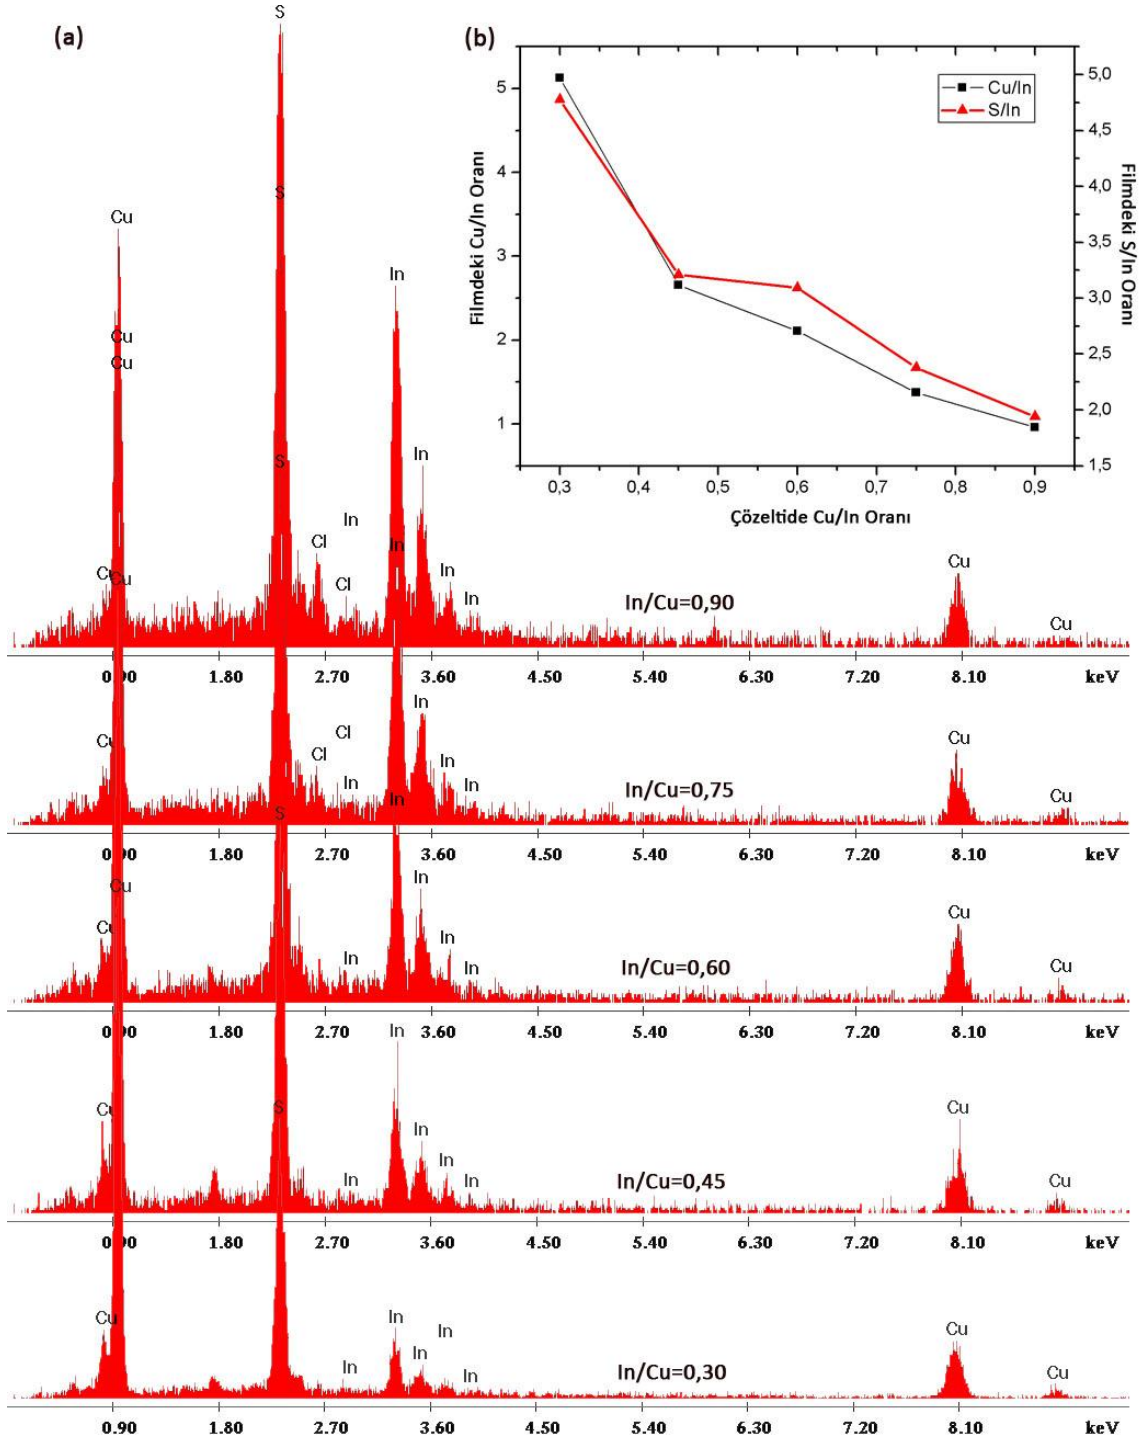 (a)
S
S
Cu
Cu
Cu
In
In
S
In
Cl
In
Cl
In
In
In
Cu
Cu
Cu
Cu
In/Cu=0,90
0.90 1.80 2.70 3.60 4.50 5.40 6.30 7.20 8.10 keV
Cu
Cl
Cl
In
In
In
In
In
Cu
Cu
S
In/Cu=0,75
0.90 1.80 2.70 3.60 4.50 5.40 6.30 7.20 8.10 keV
Cu
Cu
In
In
In
In
Cu
Cu
In/Cu=0,60
0.90 1.80 2.70 3.60 4.50 5.40 6.30 7.20 8.10 keV
Cu
S
In
In
In
In
In
Cu
Cu
In/Cu=0,45
0.90 1.80 2.70 3.60 4.50 5.40 6.30 7.20 8.10 keV
Cu
In
In
In
In
In
Cu
Cu
In/Cu=0,30
0.90 1.80 2.70 3.60 4.50 5.40 6.30 7.20 8.10 keV
(b)
Cu/In
S/In
Filmdeki Cu/In Oranı
5
4
3
2
1
Filmdeki S/In Oranı
5,0
4,5
4,0
3,5
3,0
2,5
2,0
1,5
0,3 0,4 0,5 0,6 0,7 0,8 0,9
Çözeltide Cu/In Oranı